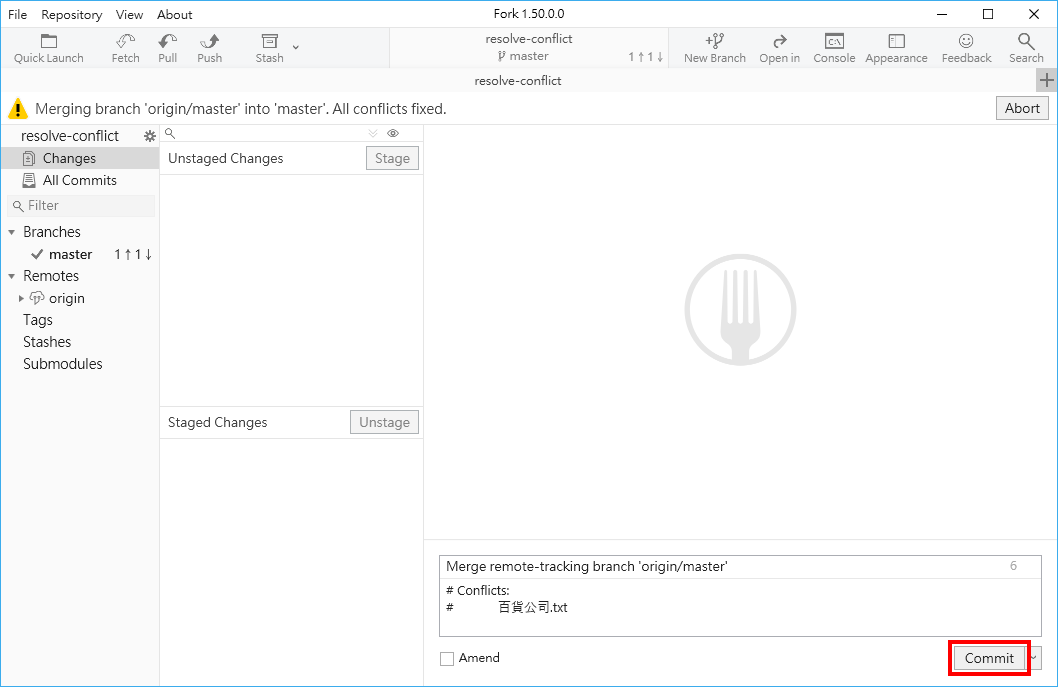 File Repository View About Fork 1.50.0.0
Quick Launch Fetch Pull Push Stash resolve-conflict master 1↑1↓ New Branch Open in Console Appearance Feedback Search
resolve-conflict
Merging branch 'origin/master' into 'master'. All conflicts fixed. Abort
resolve-conflict
Changes
All Commits
Filter
Branches
master 1↑1↓
Remotes
origin
Tags
Stashes
Submodules
Unstaged Changes Stage
Staged Changes Unstage
Merge remote-tracking branch 'origin/master' 6
# Conflicts:
# 百貨公司.txt
Amend Commit